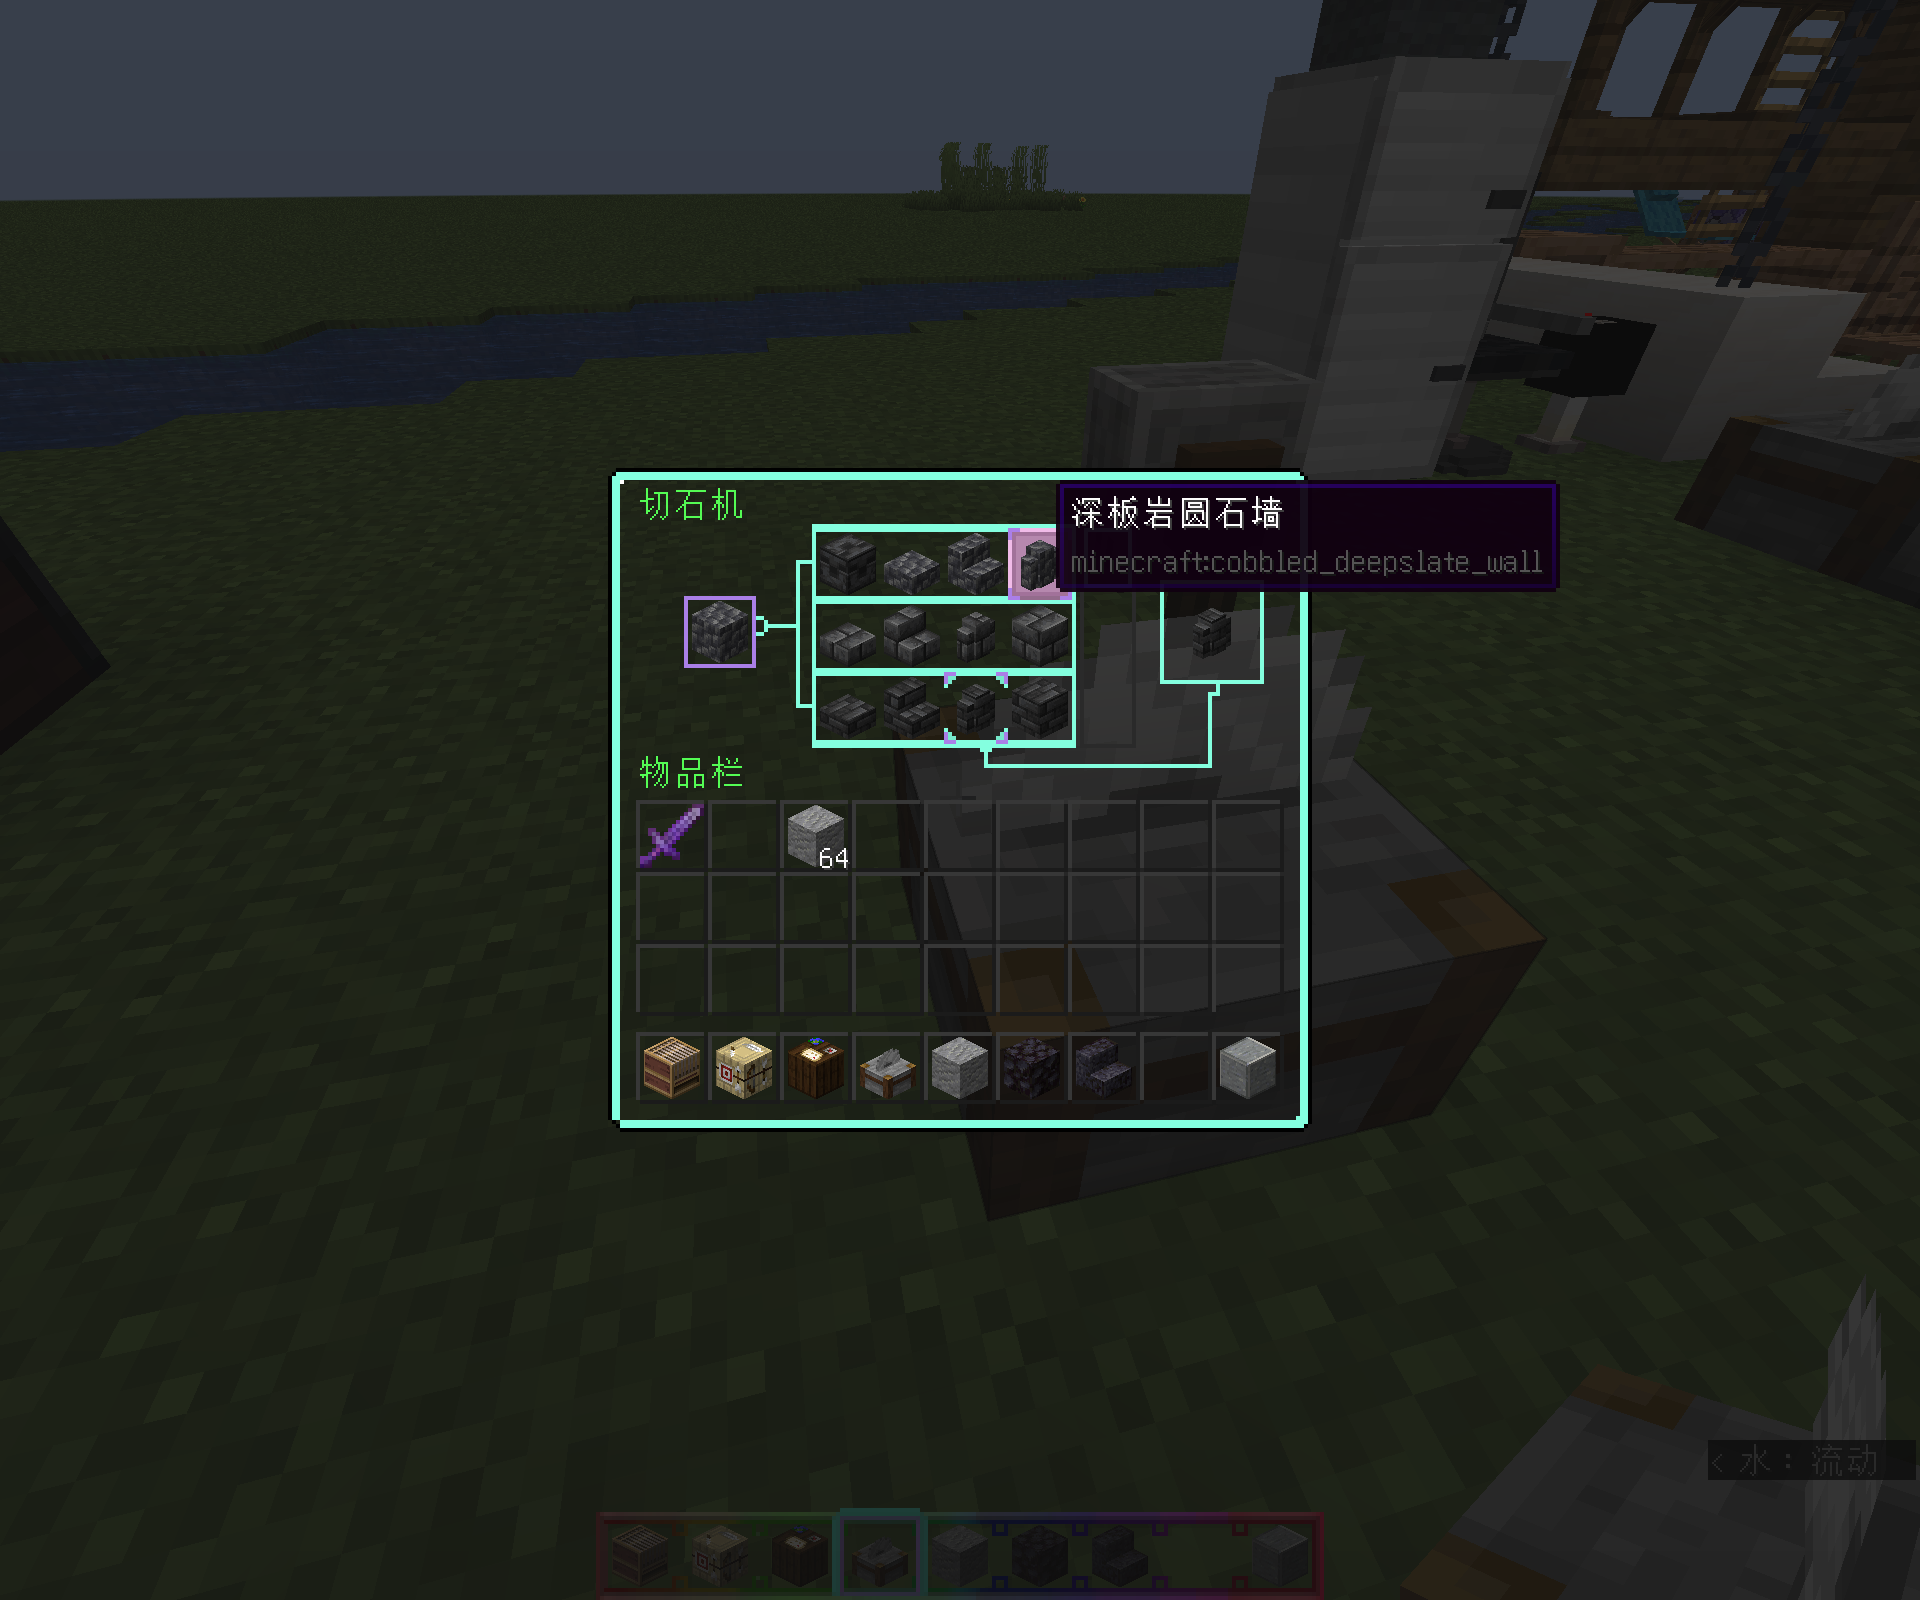 切石机
深板岩圆石墙
minecraft:cobbled_deepslate_wall
物品栏
64
< 水：流动